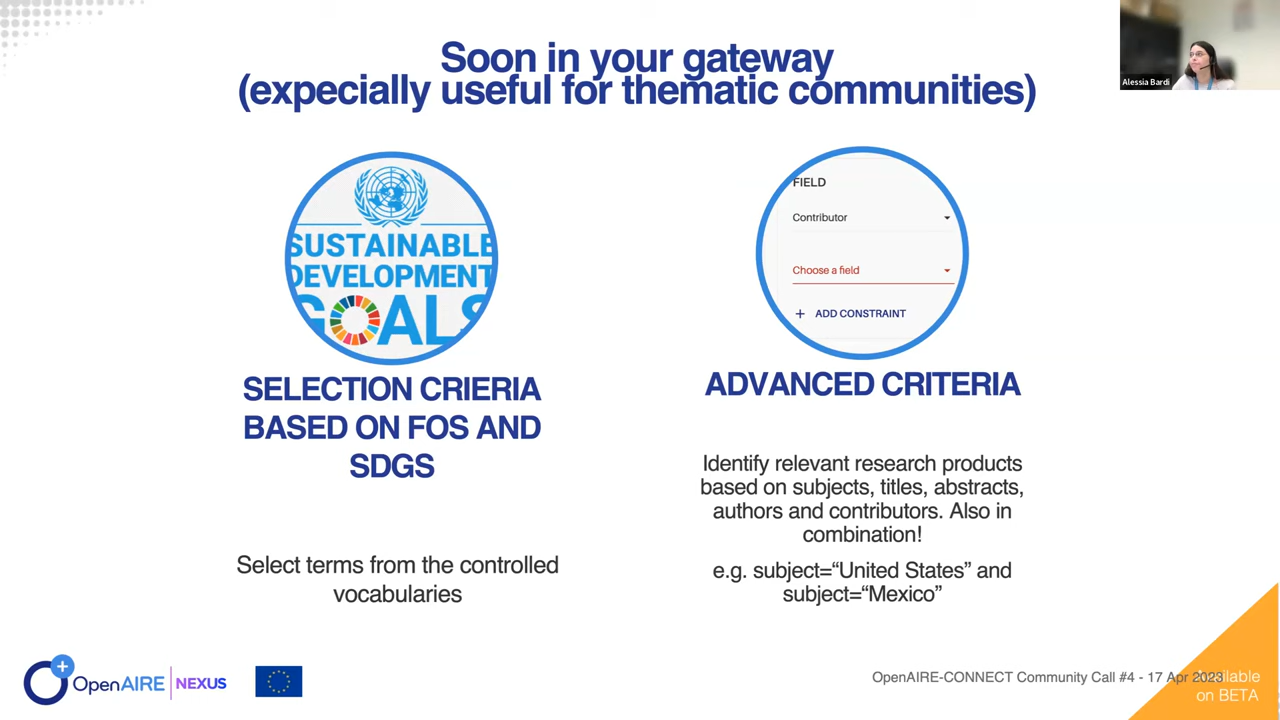 Soon in your gateway
(expecially useful for thematic communities)
Alessia Bardi
SUSTAINABLE
DEVELOPMENT
GOALS
SELECTION CRIERIA
BASED ON FOS AND
SDGS
Select terms from the controlled
vocabularies
FIELD
Contributor
Choose a field
+ ADD CONSTRAINT
ADVANCED CRITERIA
Identify relevant research products
based on subjects, titles, abstracts,
authors and contributors. Also in
combination!
e.g. subject=“United States” and
subject=“Mexico”
OpenAIRE NEXUS
OpenAIRE-CONNECT Community Call #4 - 17 Apr 2023
Available
on BETA